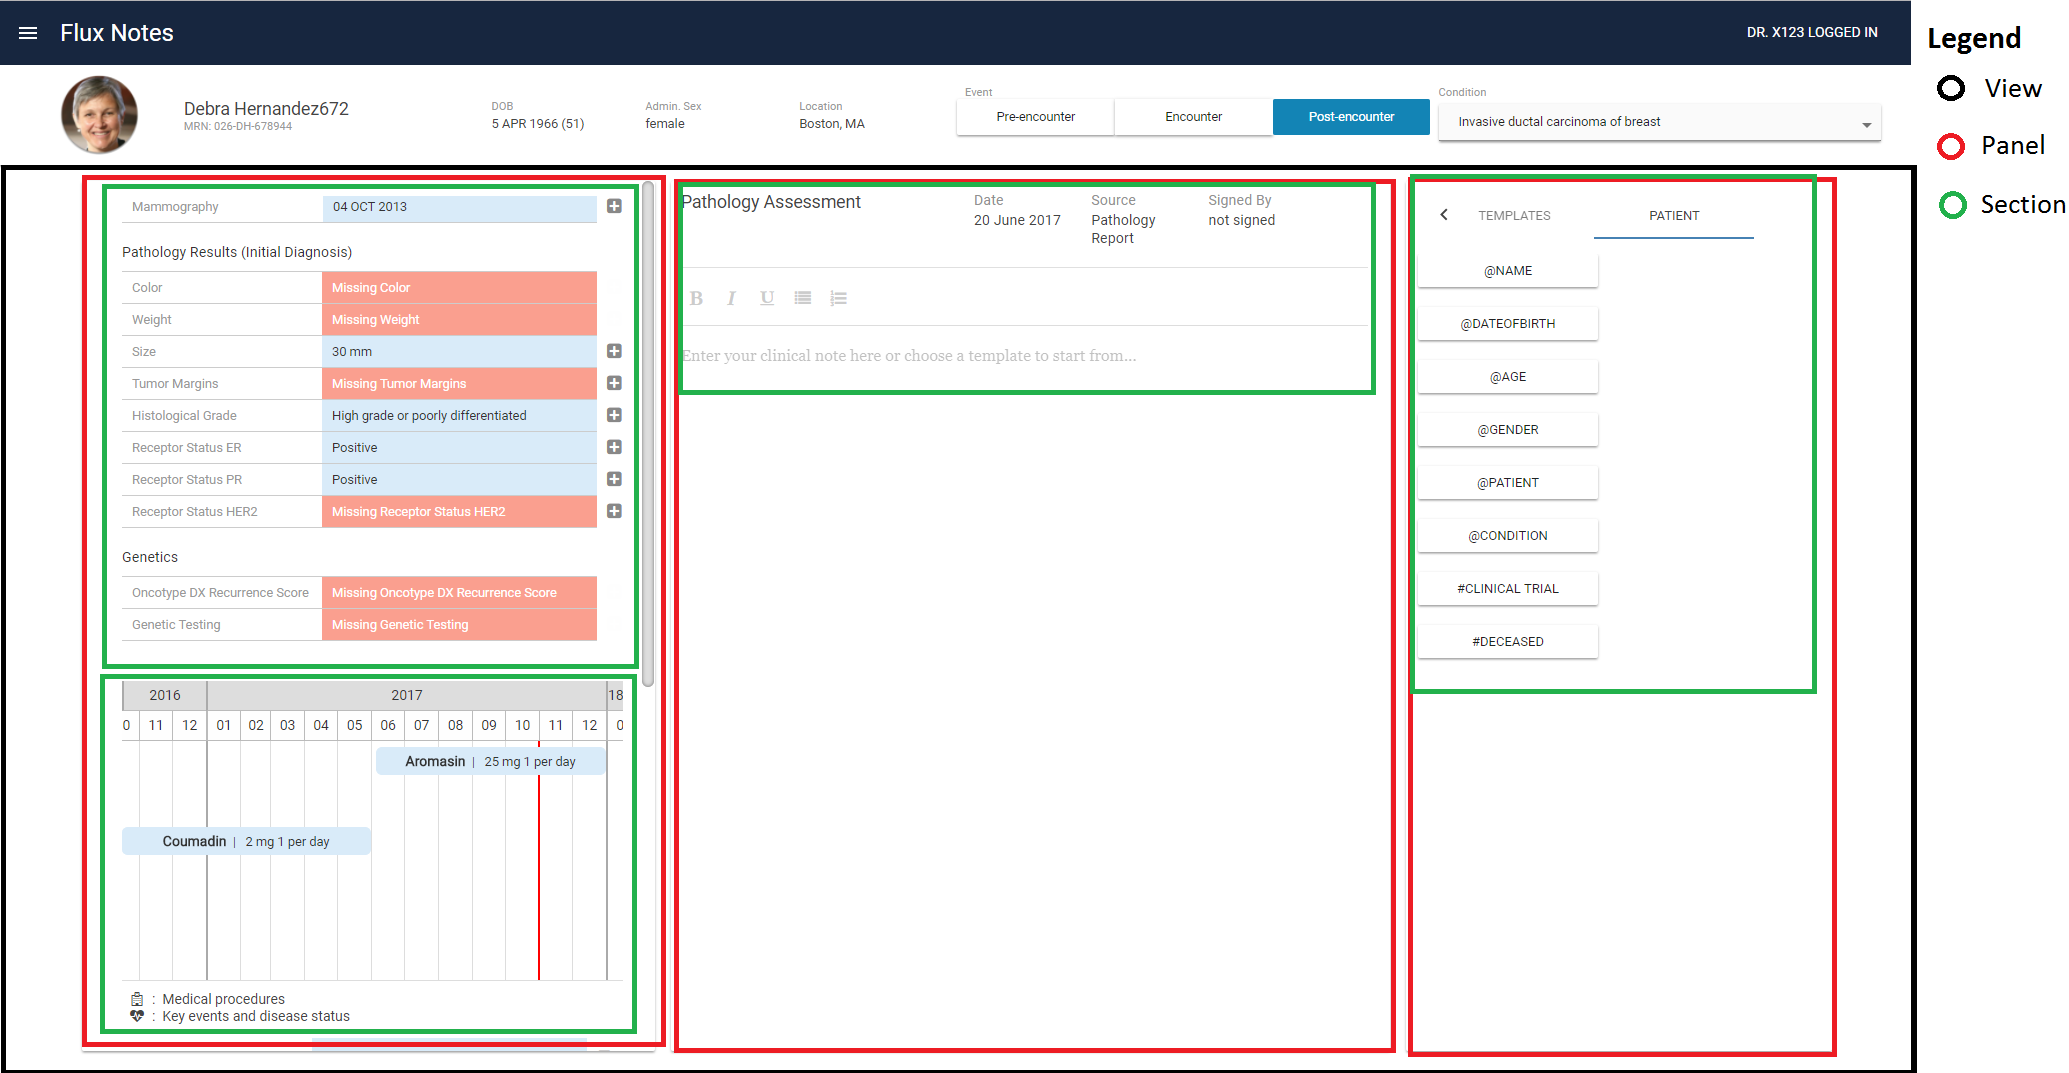 Flux Notes
DR. X123 LOGGED IN
Legend
View
Panel
Section
Debra Hernandez672
MRN: 026-DH-678944
DOB
5 APR 1966 (51)
Admin. Sex
female
Location
Boston, MA
Event
Pre-encounter
Encounter
Post-encounter
Condition
Invasive ductal carcinoma of breast
Mammography 04 OCT 2013
Pathology Results (Initial Diagnosis)
Color Missing Color
Weight Missing Weight
Size 30 mm
Tumor Margins Missing Tumor Margins
Histological Grade High grade or poorly differentiated
Receptor Status ER Positive
Receptor Status PR Positive
Receptor Status HER2 Missing Receptor Status HER2
Genetics
Oncotype DX Recurrence Score Missing Oncotype DX Recurrence Score
Genetic Testing Missing Genetic Testing
2016 2017 18
0 11 12 01 02 03 04 05 06 07 08 09 10 11 12 0
Aromasin | 25 mg 1 per day
Coumadin | 2 mg 1 per day
: Medical procedures
: Key events and disease status
Pathology Assessment
Date
20 June 2017
Source
Pathology
Report
Signed By
not signed
B I U
Enter your clinical note here or choose a template to start from...
TEMPLATES PATIENT
@NAME
@DATEOFBIRTH
@AGE
@GENDER
@PATIENT
@CONDITION
#CLINICAL TRIAL
#DECEASED